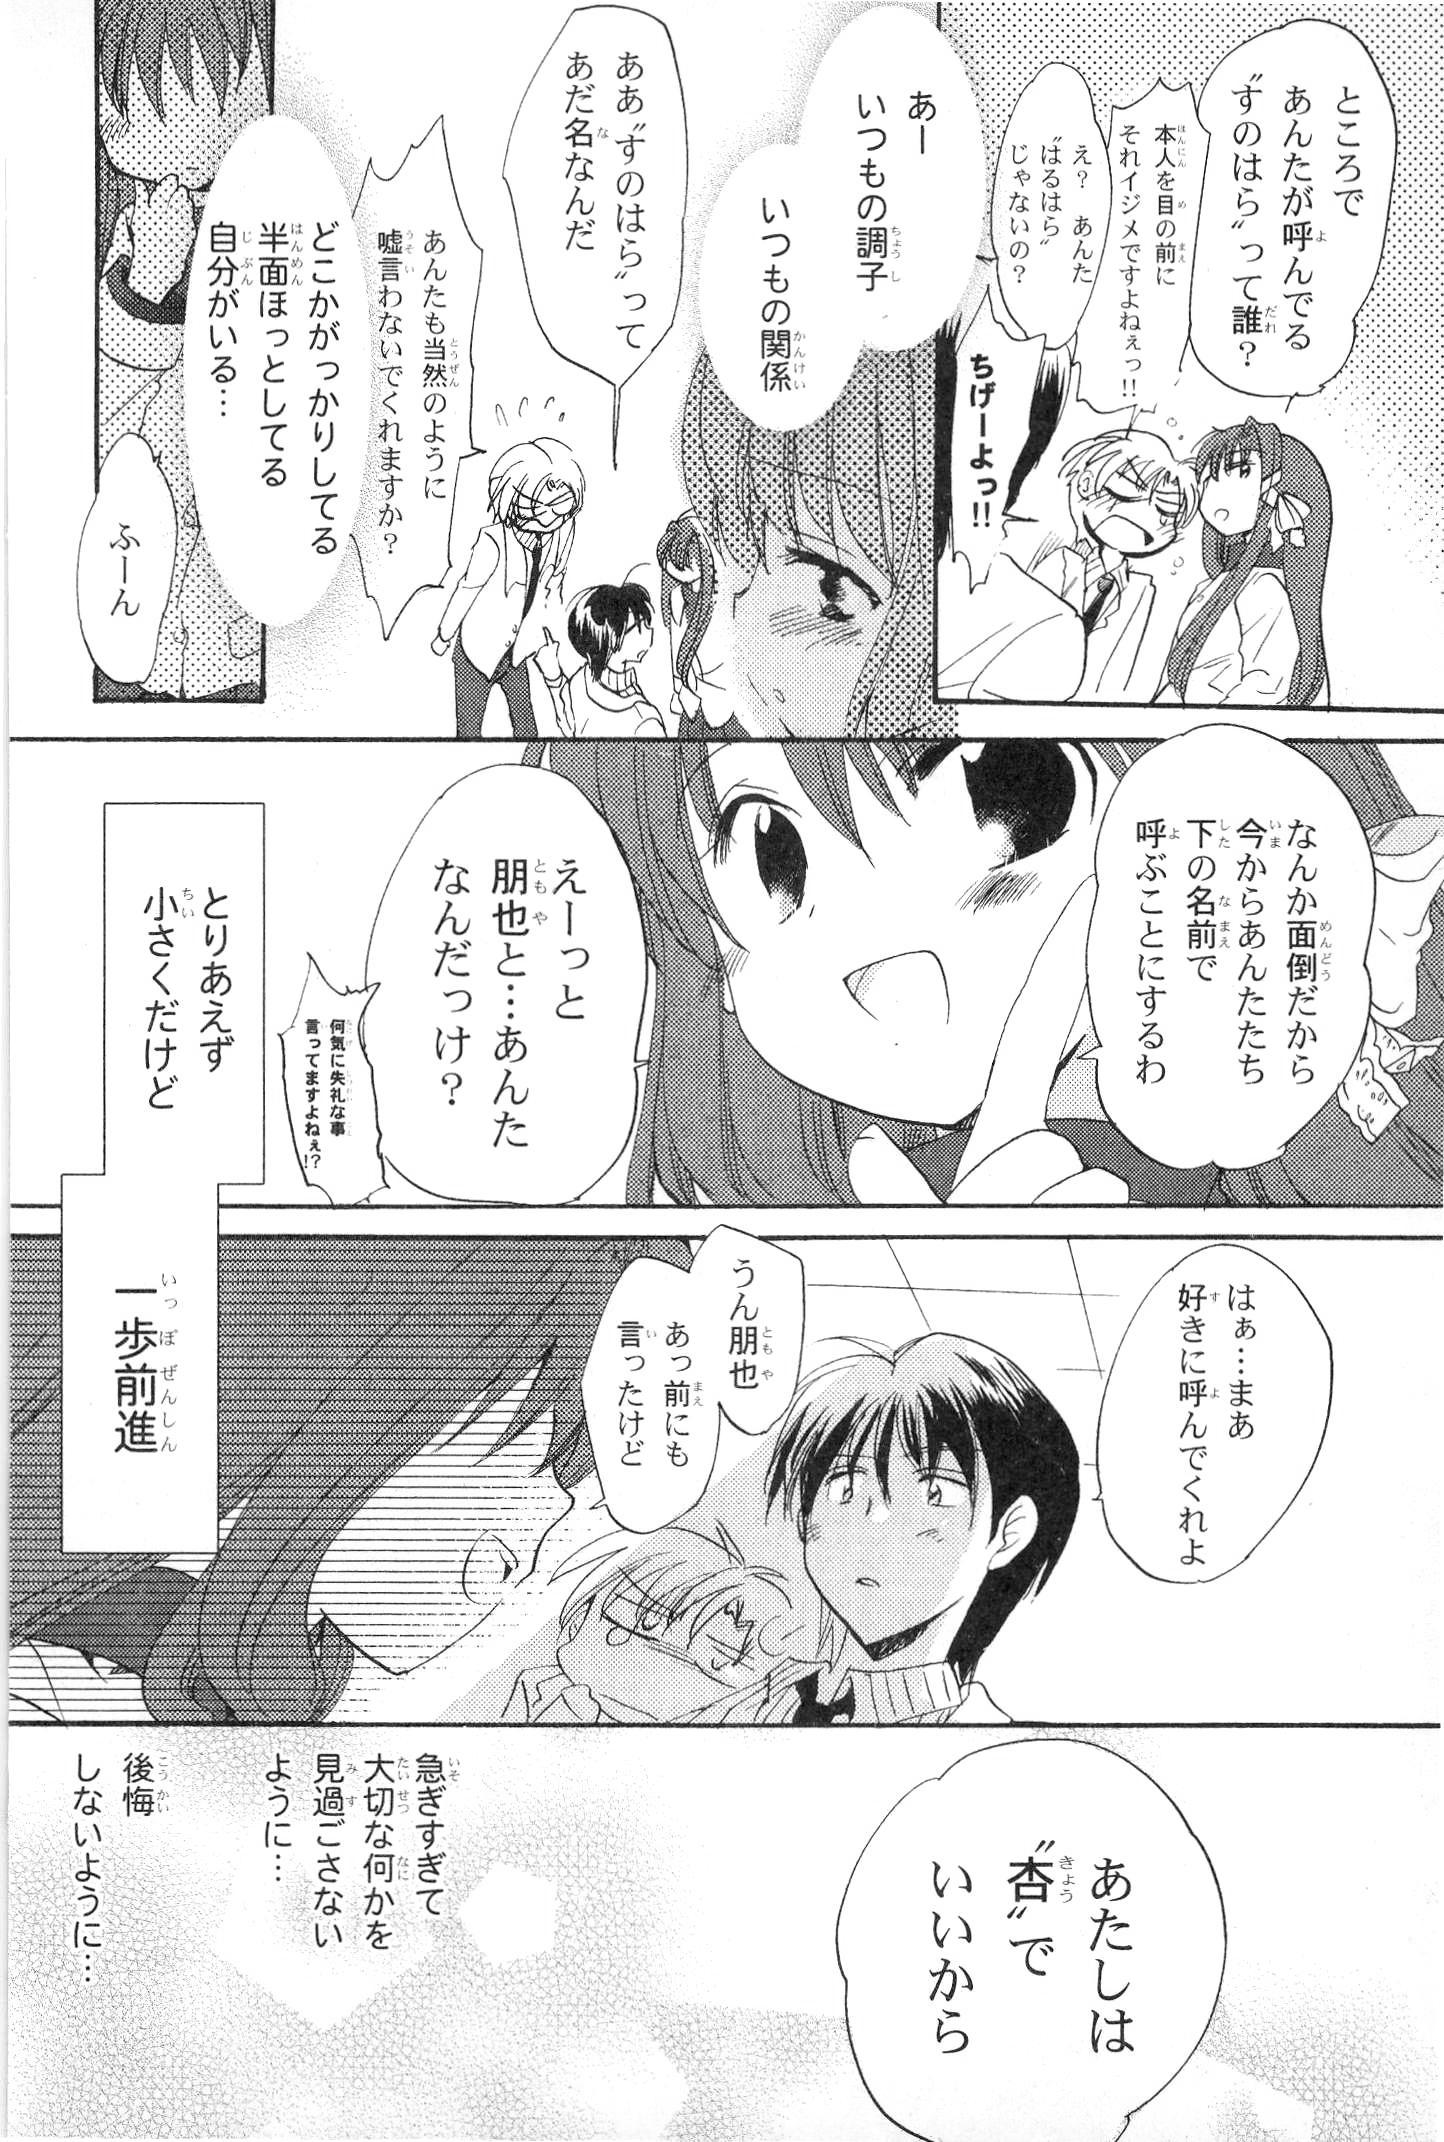 ところで
あんたが呼んでる
〝すのはら〟って誰?
本人を目の前に
それイジメですよねぇっ!!
え? あんた
〝はるはら〟
じゃないの?
ちげーよっ!!
あー
いつもの調子
いつもの関係
ああ〝すのはら〟って
あだ名なんだ
あんたも当然のように
嘘言わないでくれますか?
どこかがっかりしてる
半面ほっとしてる
自分がいる…
ふーん
なんか面倒だから
今からあんたたち
下の名前で
呼ぶことにするわ
えーっと
朋也と…あんた
なんだっけ?
何気に失礼な事
言ってますよねぇ!?
とりあえず
小さくだけど
一歩前進
はぁ…まあ
好きに呼んでくれよ
うん朋也
あっ前にも
言ったけど
あたしは
〝杏〟で
いいから
急ぎすぎて
大切な何かを
見過ごさない
ように…
後悔
しないように…